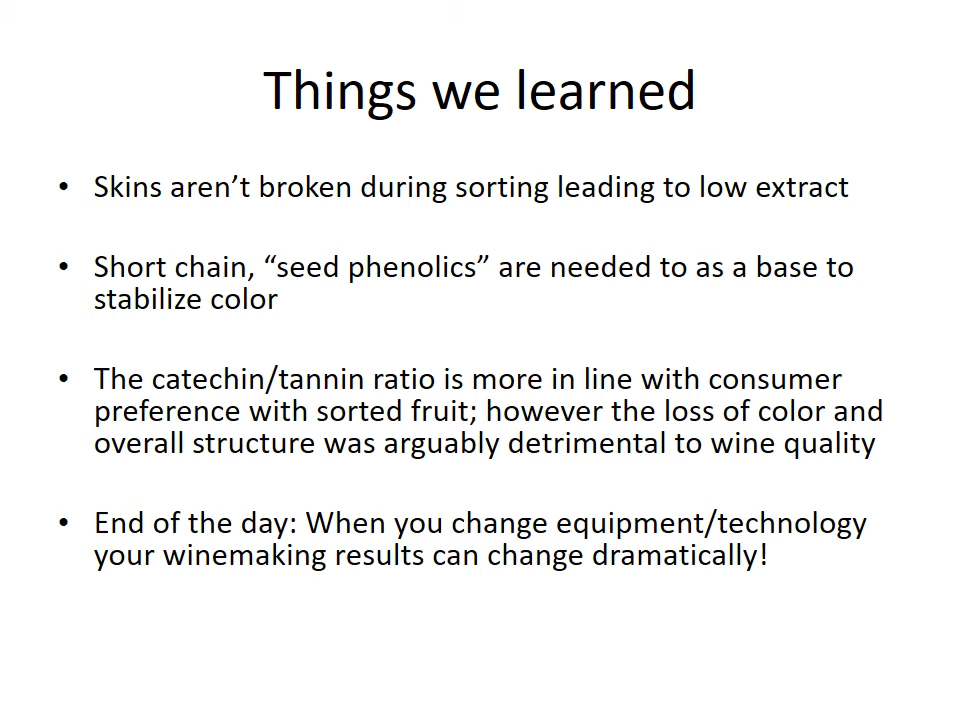 Things we learned
• Skins aren’t broken during sorting leading to low extract
• Short chain, “seed phenolics” are needed to as a base to
stabilize color
• The catechin/tannin ratio is more in line with consumer
preference with sorted fruit; however the loss of color and
overall structure was arguably detrimental to wine quality
• End of the day: When you change equipment/technology
your winemaking results can change dramatically!